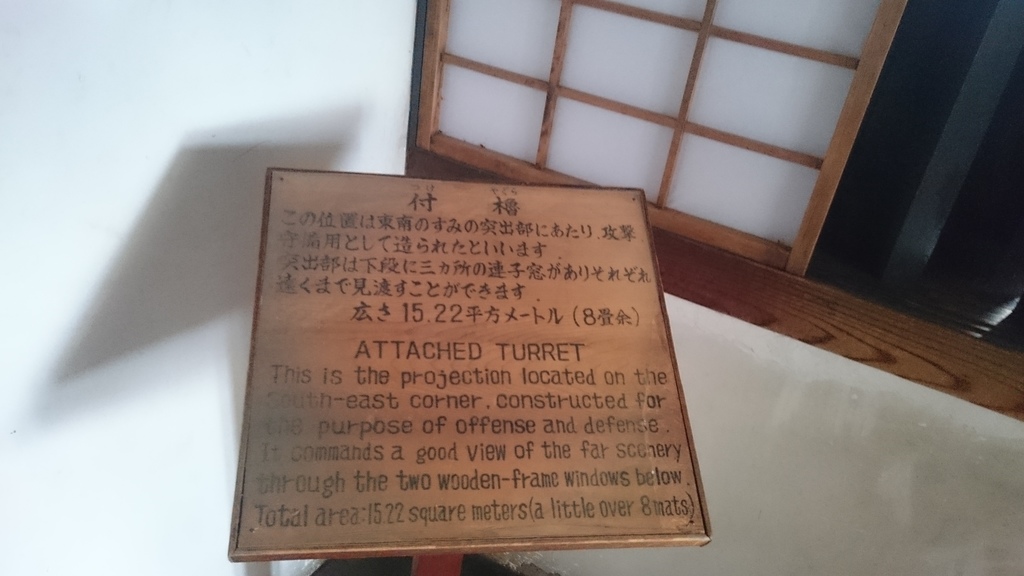 つけ やぐら
付 櫓
この位置は東南のすみの突出部にあたり、攻撃
守備用として造られたといいます
突出部は下段に三カ所の連子窓がありそれぞれ
遠くまで見渡すことができます
広さ 15.22平方メートル (8畳余)
ATTACHED TURRET
This is the projection located on the
South-east corner, constructed for
the purpose of offense and defense.
It commands a good view of the far scenery
through the two wooden-frame windows below.
Total area:15.22 square meters(a little over 8 mats)